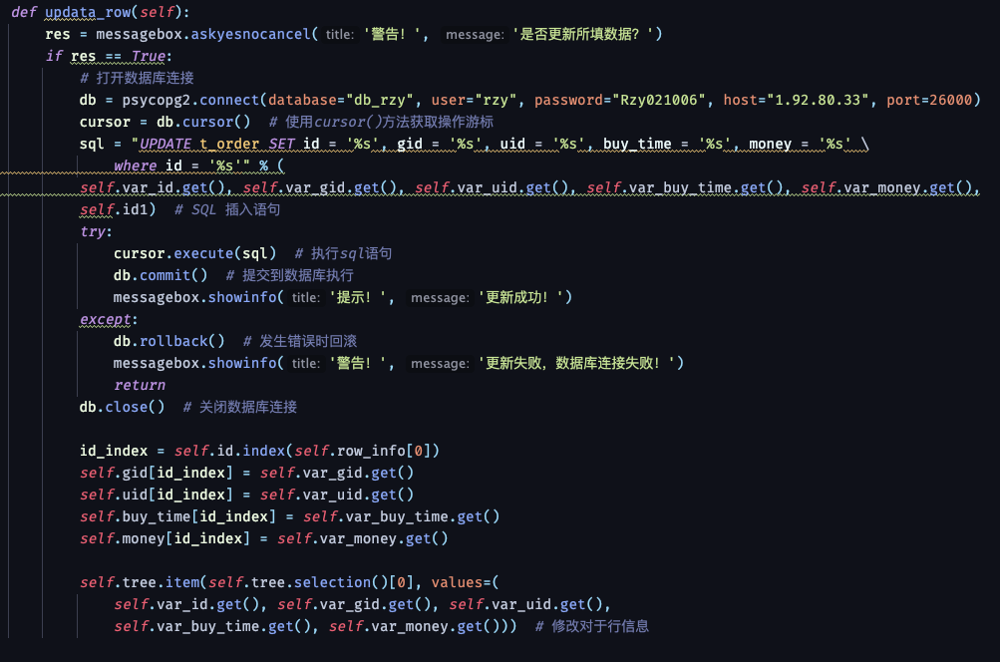 def updata_row(self):
    res = messagebox.askyesnocancel( title: '警告！', message: '是否更新所填数据？')
    if res == True:
        # 打开数据库连接
        db = psycopg2.connect(database="db_rzy", user="rzy", password="Rzy021006", host="1.92.80.33", port=26000)
        cursor = db.cursor()  # 使用cursor()方法获取操作游标
        sql = "UPDATE t_order SET id = '%s', gid = '%s', uid = '%s', buy_time = '%s', money = '%s' \
            where id = '%s'" % (
        self.var_id.get(), self.var_gid.get(), self.var_uid.get(), self.var_buy_time.get(), self.var_money.get(),
        self.id1)  # SQL 插入语句
        try:
            cursor.execute(sql)  # 执行sql语句
            db.commit()  # 提交到数据库执行
            messagebox.showinfo( title: '提示！', message: '更新成功！')
        except:
            db.rollback()  # 发生错误时回滚
            messagebox.showinfo( title: '警告！', message: '更新失败，数据库连接失败！')
            return
        db.close()  # 关闭数据库连接

        id_index = self.id.index(self.row_info[0])
        self.gid[id_index] = self.var_gid.get()
        self.uid[id_index] = self.var_uid.get()
        self.buy_time[id_index] = self.var_buy_time.get()
        self.money[id_index] = self.var_money.get()

        self.tree.item(self.tree.selection()[0], values=(
            self.var_id.get(), self.var_gid.get(), self.var_uid.get(),
            self.var_buy_time.get(), self.var_money.get()))  # 修改对于行信息